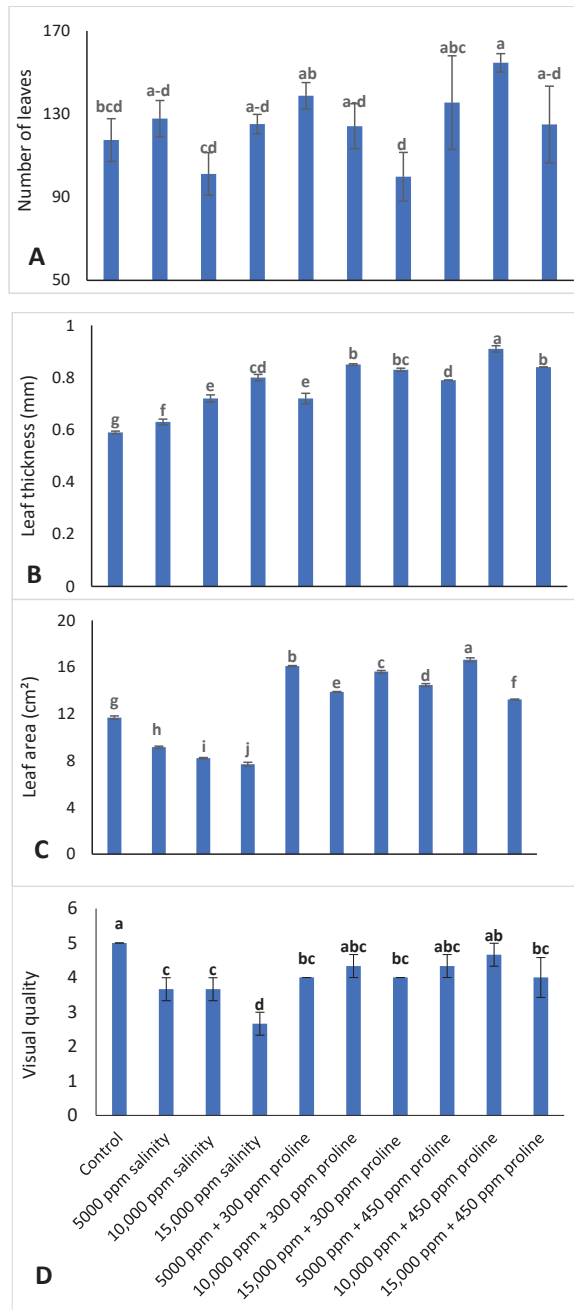 170
130
90
50
Number of leaves
bcd
a-d
cd
a-d
ab
a-d
d
abc
a
a-d
A
1
0.8
0.6
0.4
0.2
0
Leaf thickness (mm)
g
f
e
cd
e
b
bc
d
a
b
B
20
16
12
8
4
0
Leaf area (cm²)
g
h
i
j
b
e
c
d
a
f
C
6
5
4
3
2
1
0
Visual quality
a
c
c
d
bc
abc
bc
abc
ab
bc
Control
5000 ppm salinity
10,000 ppm salinity
15,000 ppm salinity
5000 ppm + 300 ppm proline
10,000 ppm + 300 ppm proline
15,000 ppm + 300 ppm proline
5000 ppm + 450 ppm proline
10,000 ppm + 450 ppm proline
15,000 ppm + 450 ppm proline
D